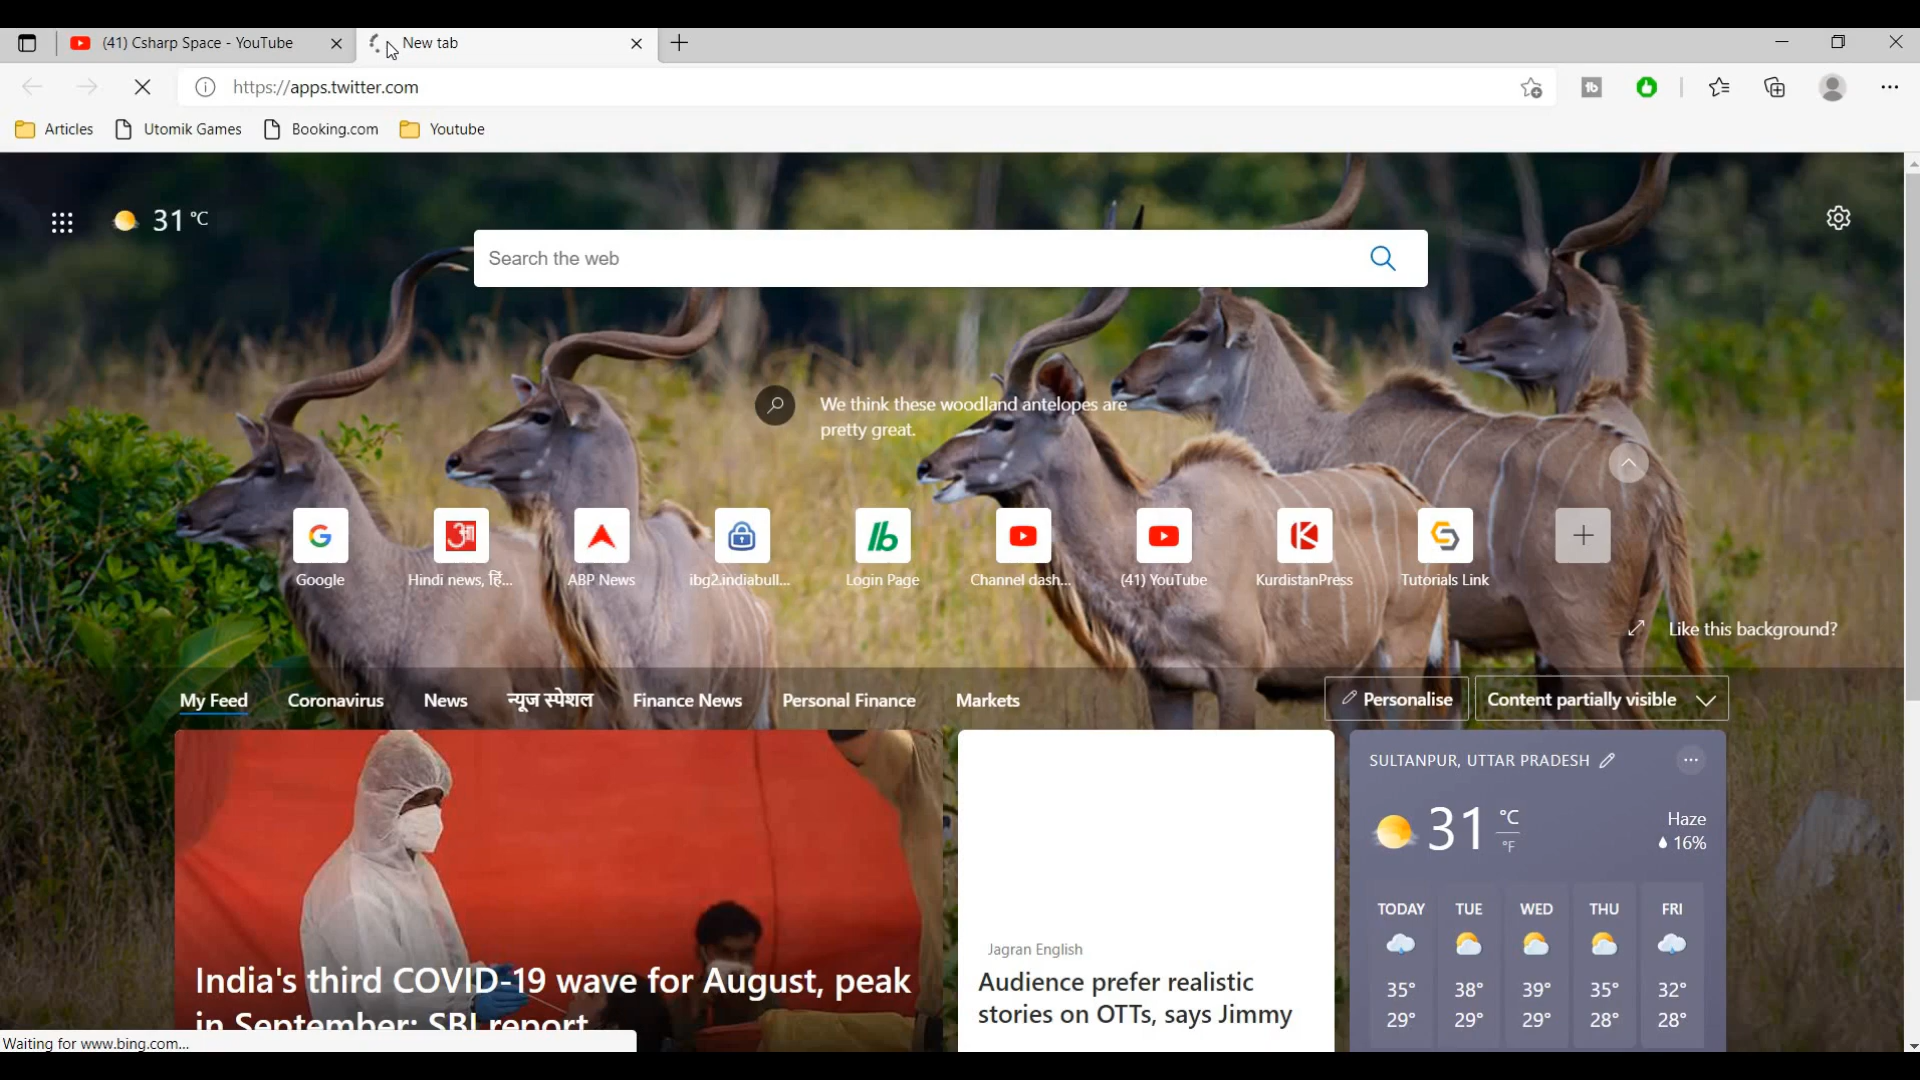 (41) Csharp Space - YouTube
New tab
https://apps.twitter.com
Articles
Utomik Games
Booking.com
Youtube
31 °C
Search the web
We think these woodland antelopes are
pretty great.
Google
Hindi news, हिं...
ABP News
ibg2.indiabull...
Login Page
Channel dash...
(41) YouTube
KurdistanPress
Tutorials Link
Like this background?
My Feed
Coronavirus
News
न्यूज स्पेशल
Finance News
Personal Finance
Markets
Personalise
Content partially visible
India's third COVID-19 wave for August, peak
in September: SBI report
Jagran English
Audience prefer realistic
stories on OTTs, says Jimmy
SULTANPUR, UTTAR PRADESH
31 °C
°F
Haze
16%
TODAY TUE WED THU FRI
35° 38° 39° 35° 32°
29° 29° 29° 28° 28°
Waiting for www.bing.com...